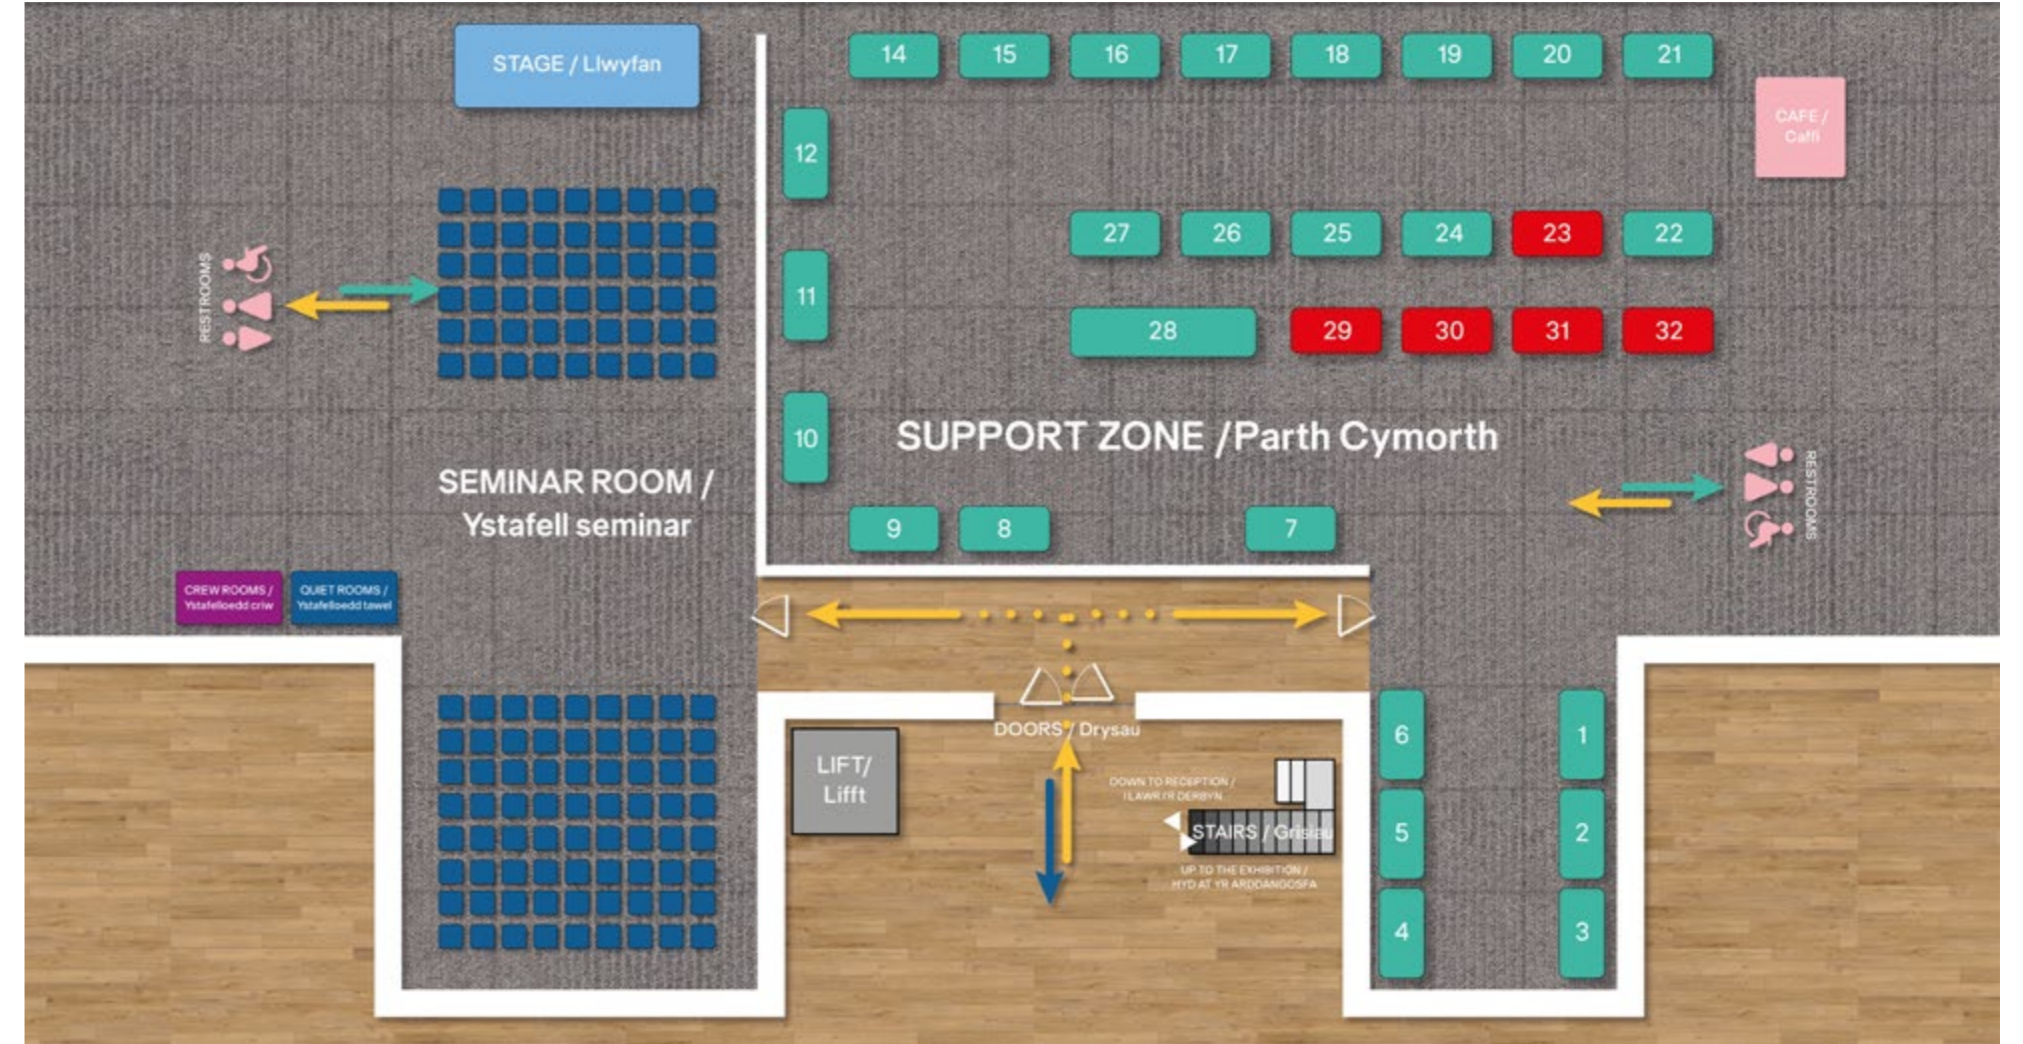 STAGE / Llwyfan
14 15 16 17 18 19 20 21
CAFE /
Caffi
12
27 26 25 24 23 22
RESTROOMS
11
28 29 30 31 32
10
SUPPORT ZONE /Parth Cymorth
SEMINAR ROOM /
Ystafell seminar
RESTROOMS
9 8 7
CREW ROOMS /
Ystafelloedd criw
QUIET ROOMS /
Ystafelloedd tawel
DOORS / Drysau
6 1
LIFT/
Lifft
DOWN TO RECEPTION /
I LAWR I'R DERBYN
STAIRS / Grisiau
5 2
UP TO THE EXHIBITION /
HYD AT YR ARDDANGOSFA
4 3